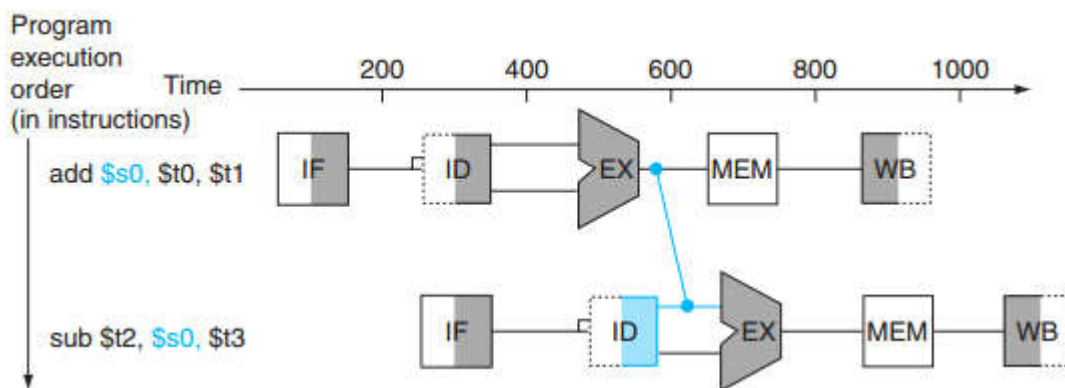 Program
execution
order
(in instructions)
Time
200 400 600 800 1000
add $s0, $t0, $t1
IF ID EX MEM WB
sub $t2, $s0, $t3
IF ID EX MEM WB